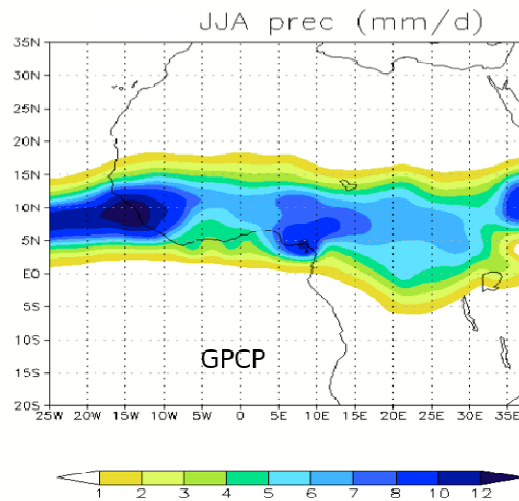 JJA prec (mm/d)
35N
30N
25N
20N
15N
10N
5N
EQ
5S
10S
15S
GPCP
20S
25W 20W 15W 10W 5W 0 5E 10E 15E 20E 25E 30E 35E
1 2 3 4 5 6 7 8 10 12